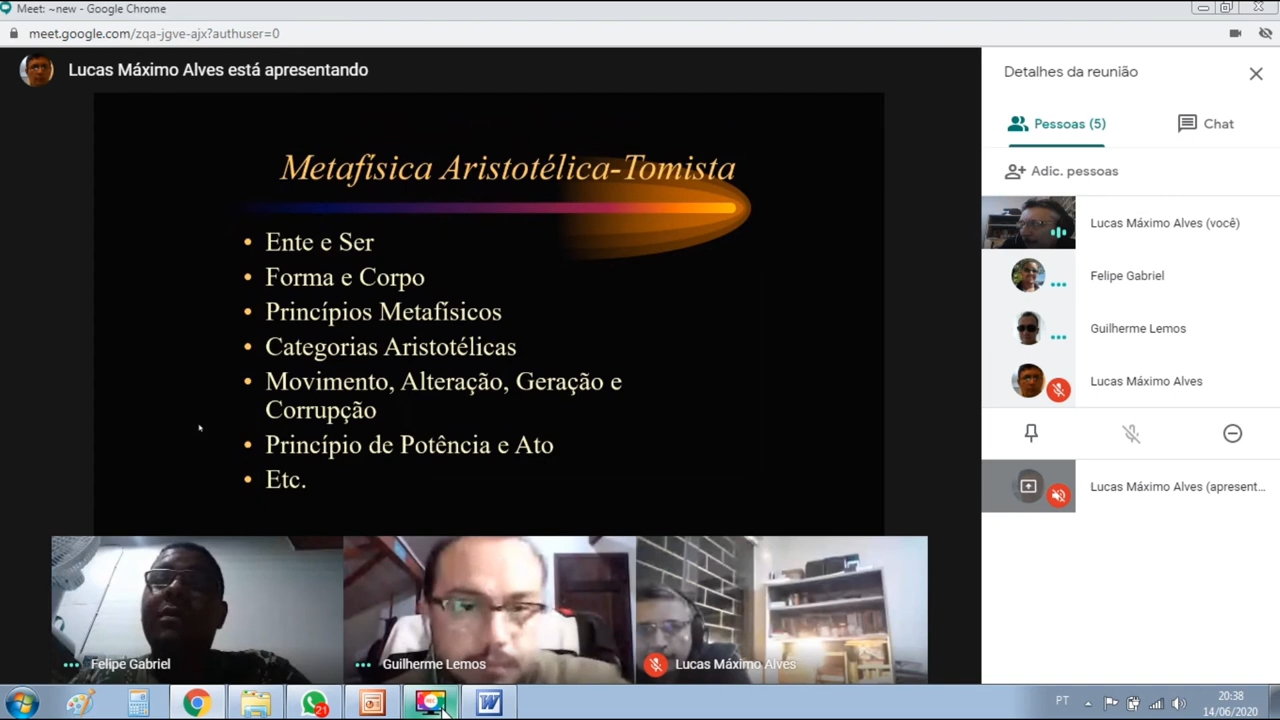 Meet: ~new - Google Chrome
meet.google.com/zqa-jgve-ajx?authuser=0
Lucas Máximo Alves está apresentando
Metafísica Aristotélica-Tomista
• Ente e Ser
• Forma e Corpo
• Princípios Metafísicos
• Categorias Aristotélicas
• Movimento, Alteração, Geração e
Corrupção
• Princípio de Potência e Ato
• Etc.
Felipe Gabriel
Guilherme Lemos
Lucas Máximo Alves
Detalhes da reunião
Pessoas (5)
Chat
Adic. pessoas
Lucas Máximo Alves (você)
Felipe Gabriel
Guilherme Lemos
Lucas Máximo Alves
Lucas Máximo Alves (apresent...
21
REC
PT
20:38
14/06/2020